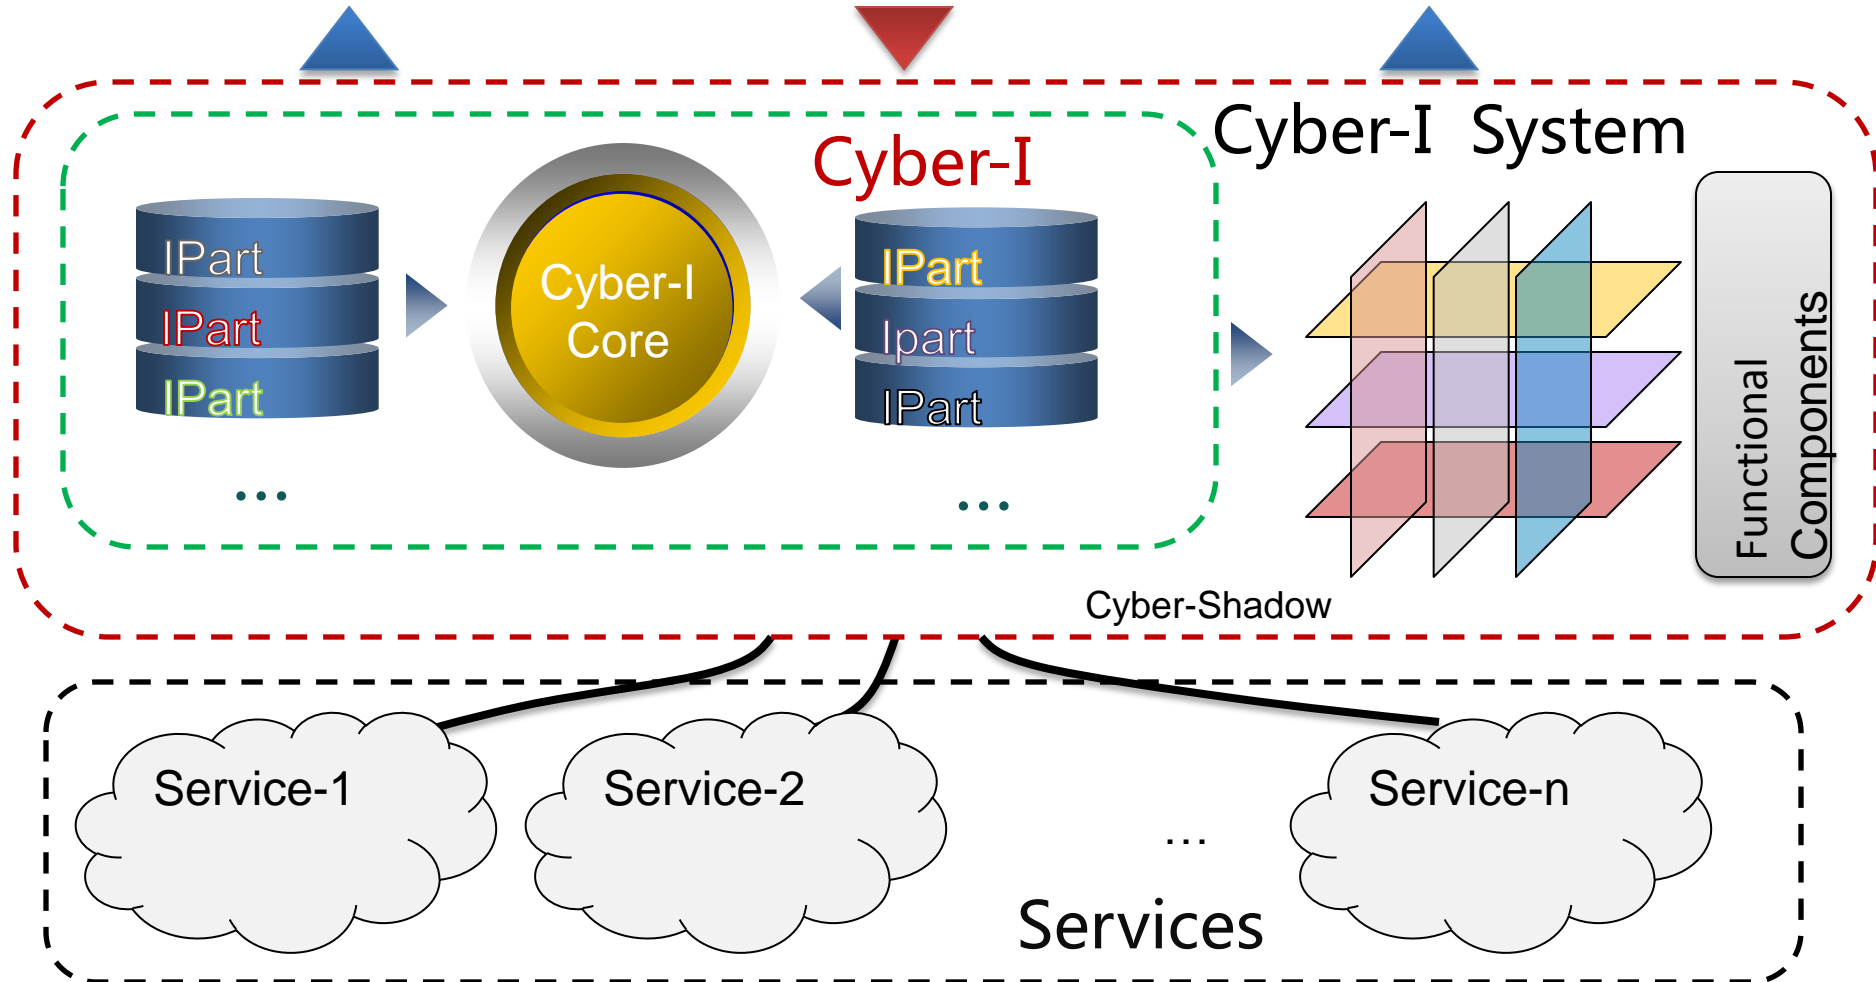 Cyber-I System
Cyber-I
IPart
IPart
IPart
...
Cyber-I
Core
IPart
Ipart
IPart
...
Functional
Components
Cyber-Shadow
Service-1
Service-2
...
Service-n
Services